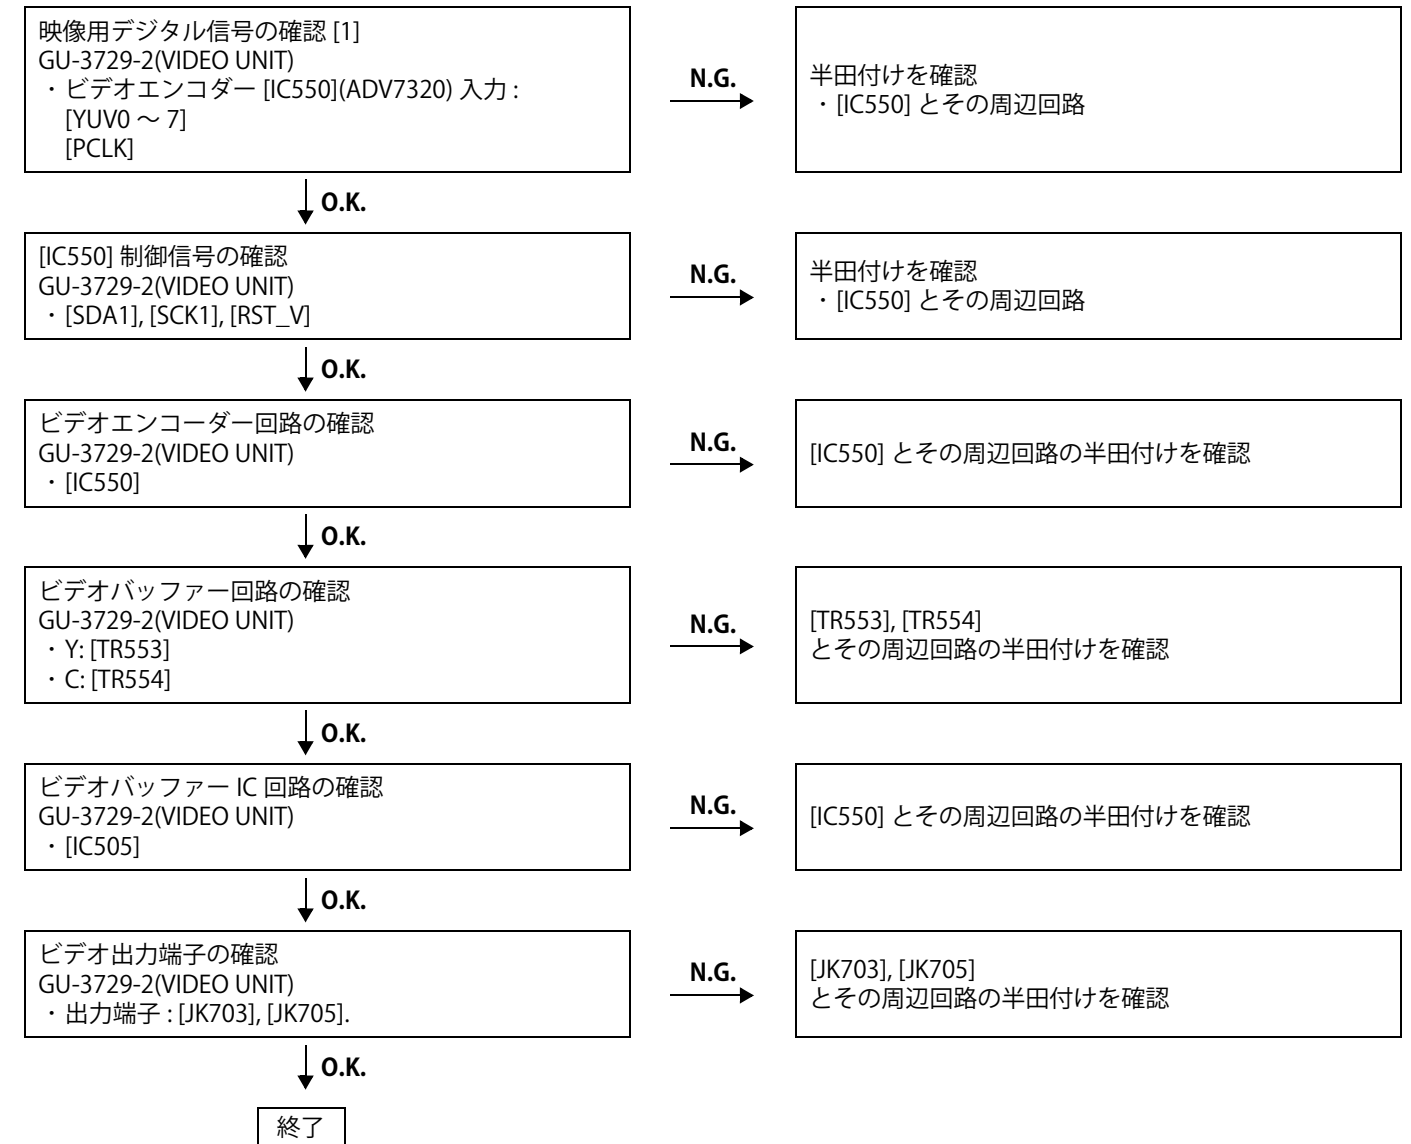 映像用デジタル信号の確認 [1]
GU-3729-2(VIDEO UNIT)
・ビデオエンコダー [IC550](ADV7320) 入力 :
[YUV0 ～ 7]
[PCLK]
N.G.
半田付けを確認
・[IC550] とその周辺回路
O.K.
[IC550] 制御信号の確認
GU-3729-2(VIDEO UNIT)
・[SDA1], [SCK1], [RST_V]
N.G.
半田付けを確認
・[IC550] とその周辺回路
O.K.
ビデオエンコーダー回路の確認
GU-3729-2(VIDEO UNIT)
・[IC550]
N.G.
[IC550] とその周辺回路の半田付けを確認
O.K.
ビデオバッファー回路の確認
GU-3729-2(VIDEO UNIT)
・Y: [TR553]
・C: [TR554]
N.G.
[TR553], [TR554]
とその周辺回路の半田付けを確認
O.K.
ビデオバッファー IC 回路の確認
GU-3729-2(VIDEO UNIT)
・[IC505]
N.G.
[IC550] とその周辺回路の半田付けを確認
O.K.
ビデオ出力端子の確認
GU-3729-2(VIDEO UNIT)
・出力端子 : [JK703], [JK705].
N.G.
[JK703], [JK705]
とその周辺回路の半田付けを確認
O.K.
終了